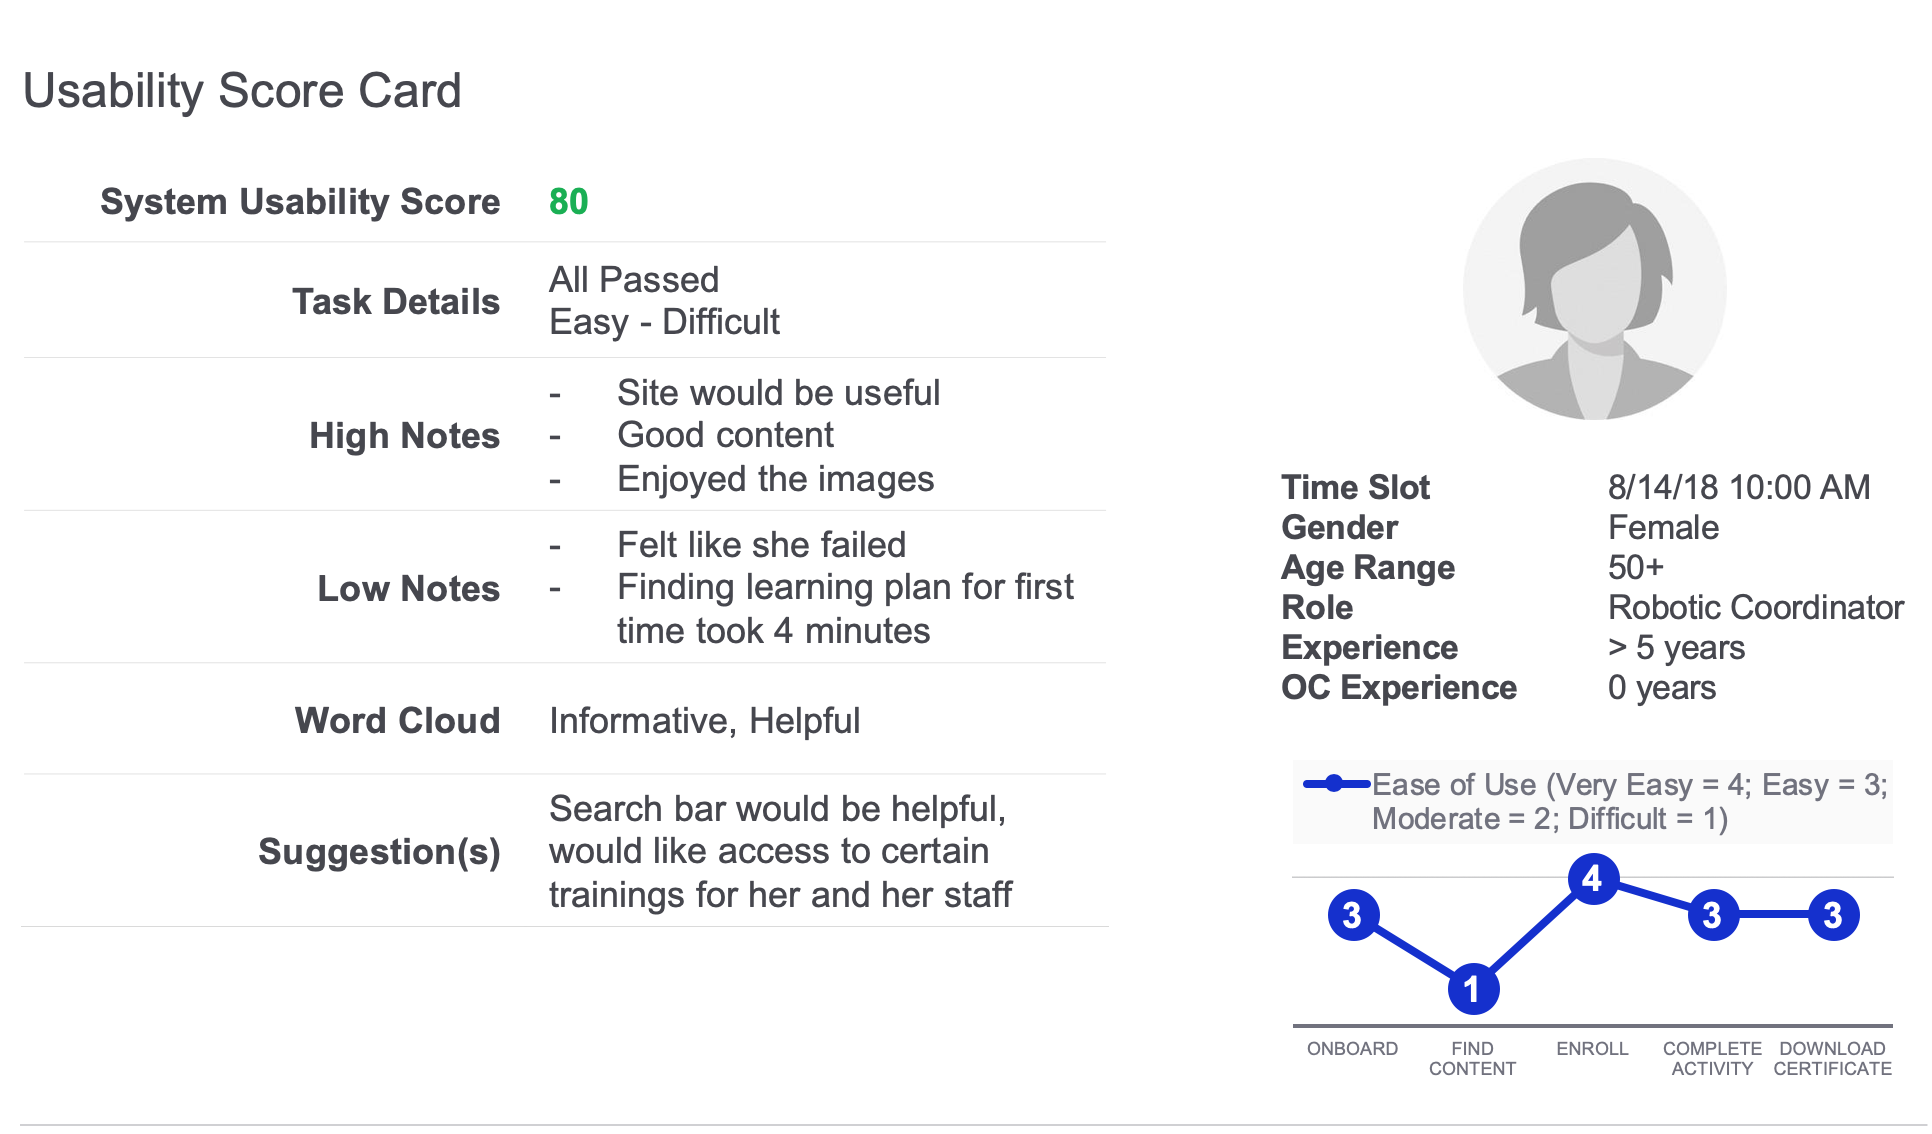 Usability Score Card
System Usability Score 80
Task Details All Passed
Easy - Difficult
High Notes
- Site would be useful
- Good content
- Enjoyed the images
Low Notes
- Felt like she failed
- Finding learning plan for first
time took 4 minutes
Word Cloud Informative, Helpful
Suggestion(s) Search bar would be helpful,
would like access to certain
trainings for her and her staff
Time Slot 8/14/18 10:00 AM
Gender Female
Age Range 50+
Role Robotic Coordinator
Experience > 5 years
OC Experience 0 years
Ease of Use (Very Easy = 4; Easy = 3;
Moderate = 2; Difficult = 1)
3 1 4 3 3
ONBOARD
FIND
CONTENT
ENROLL
COMPLETE
ACTIVITY
DOWNLOAD
CERTIFICATE